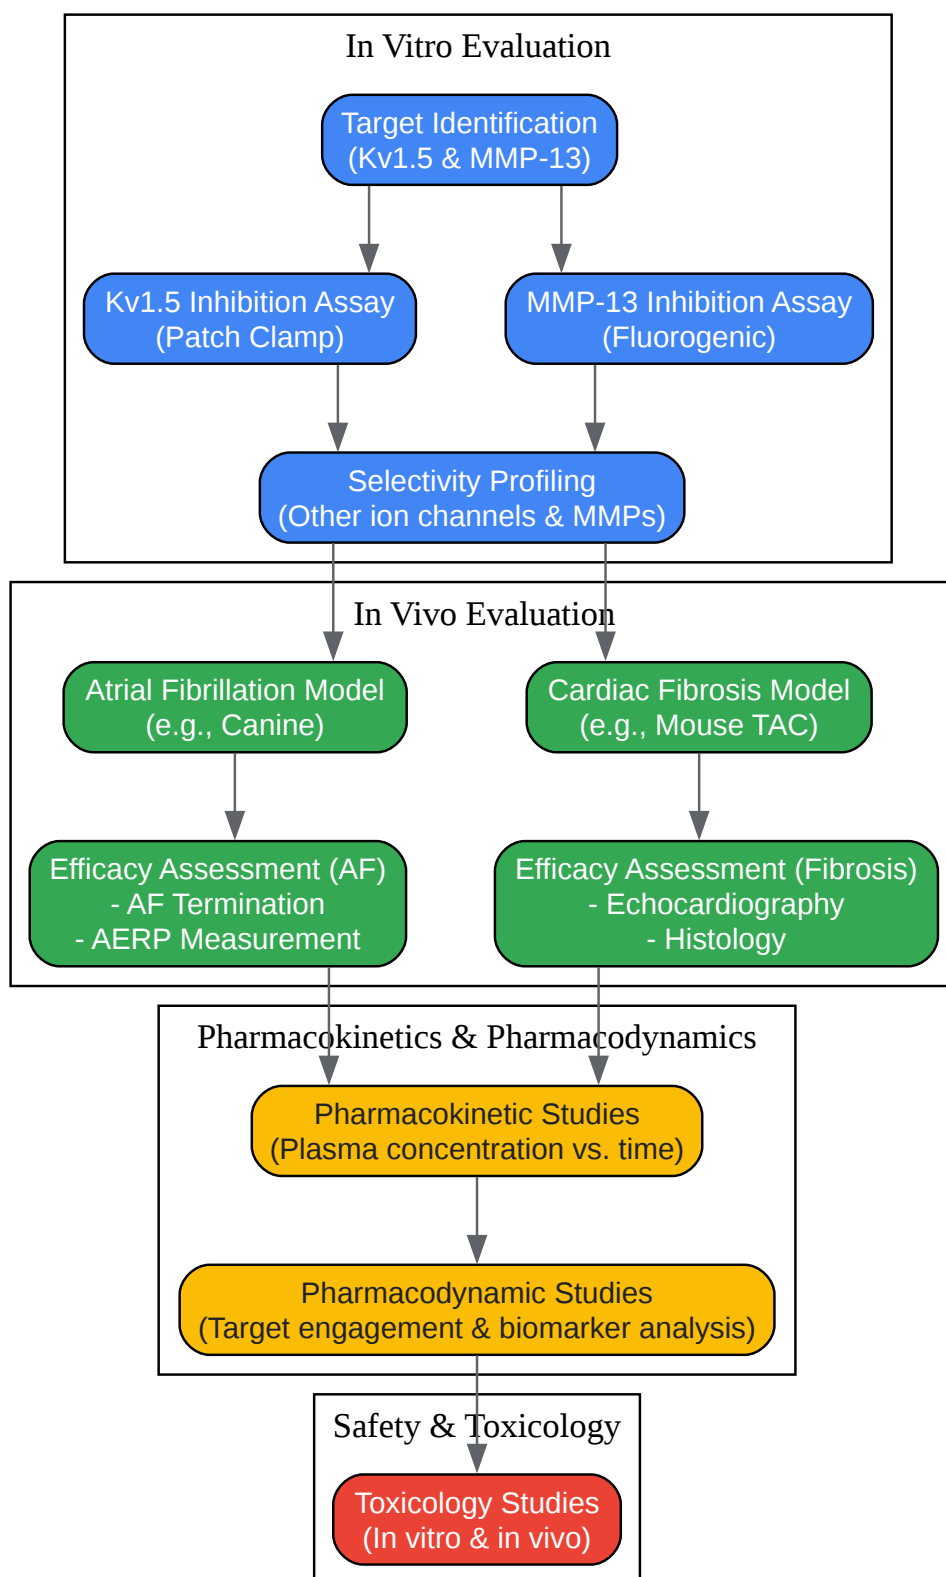 In Vitro Evaluation
Target Identification
(Kv1.5 & MMP-13)
Kv1.5 Inhibition Assay
(Patch Clamp)
MMP-13 Inhibition Assay
(Fluorogenic)
Selectivity Profiling
(Other ion channels & MMPs)
In Vivo Evaluation
Atrial Fibrillation Model
(e.g., Canine)
Cardiac Fibrosis Model
(e.g., Mouse TAC)
Efficacy Assessment (AF)
- AF Termination
- AERP Measurement
Efficacy Assessment (Fibrosis)
- Echocardiography
- Histology
Pharmacokinetics & Pharmacodynamics
Pharmacokinetic Studies
(Plasma concentration vs. time)
Pharmacodynamic Studies
(Target engagement & biomarker analysis)
Safety & Toxicology
Toxicology Studies
(In vitro & in vivo)